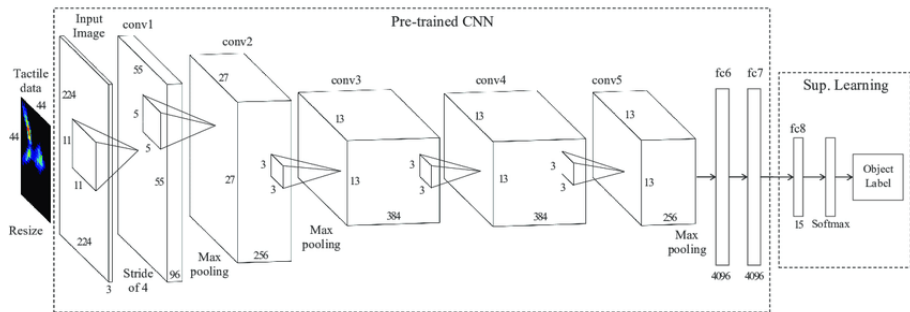 Pre-trained CNN
Input
Image
conv1
conv2
conv3
conv4
conv5
fc6
fc7
Sup. Learning
Tactile
data
44
44
Resize
224
224
11
11
3
55
55
5
5
Stride
of 4
96
27
27
3
3
Max
pooling
256
13
13
3
3
Max
pooling
384
13
13
3
3
384
13
13
256
Max
pooling
4096
4096
fc8
15
Softmax
Object
Label